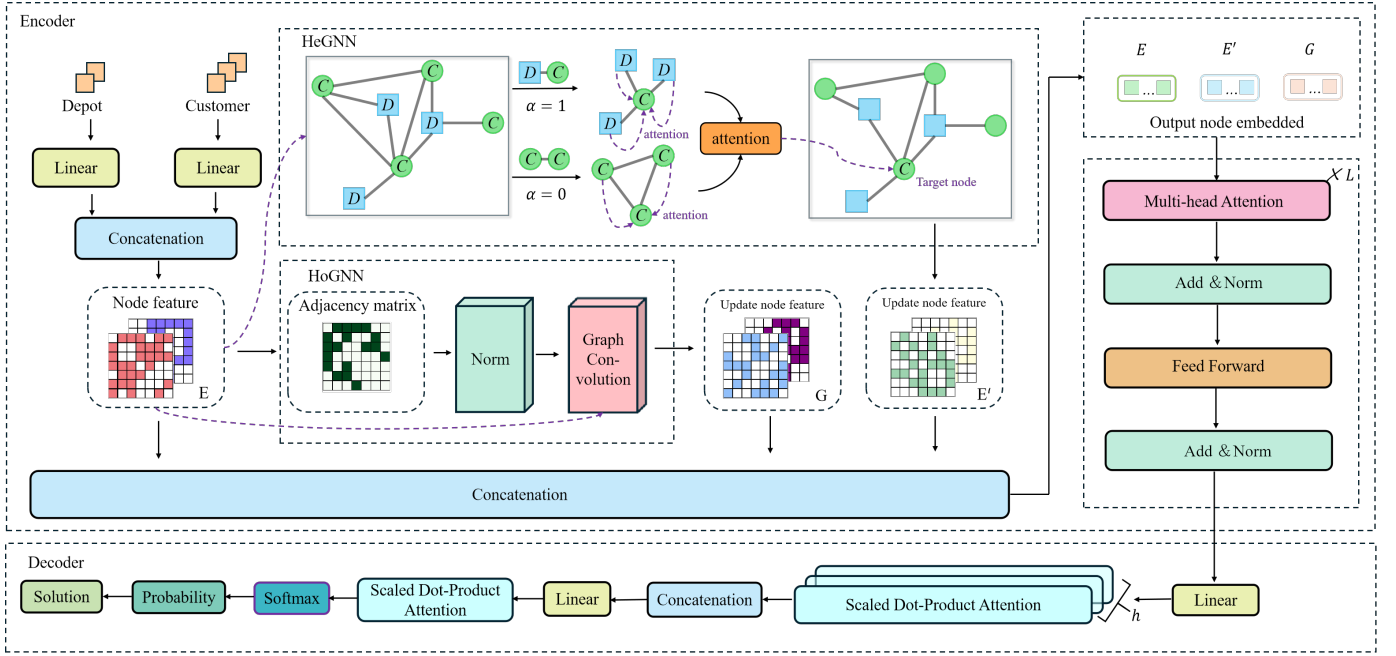 Encoder
Depot
Customer
Linear
Linear
Concatenation
Node feature
E
HeGNN
C
C
D
D
C
C
D
D C
α = 1
C C
α = 0
D
D
C
D
attention
C
C
C
attention
attention
C
Target node
HoGNN
Adjacency matrix
Norm
Graph
Con-
volution
Update node feature
G
Update node feature
E′
Concatenation
E
E′
G
...
...
...
Output node embedded
× L
Multi-head Attention
Add & Norm
Feed Forward
Add & Norm
Decoder
Solution
Probability
Softmax
Scaled Dot-Product
Attention
Linear
Concatenation
Scaled Dot-Product Attention
h
Linear